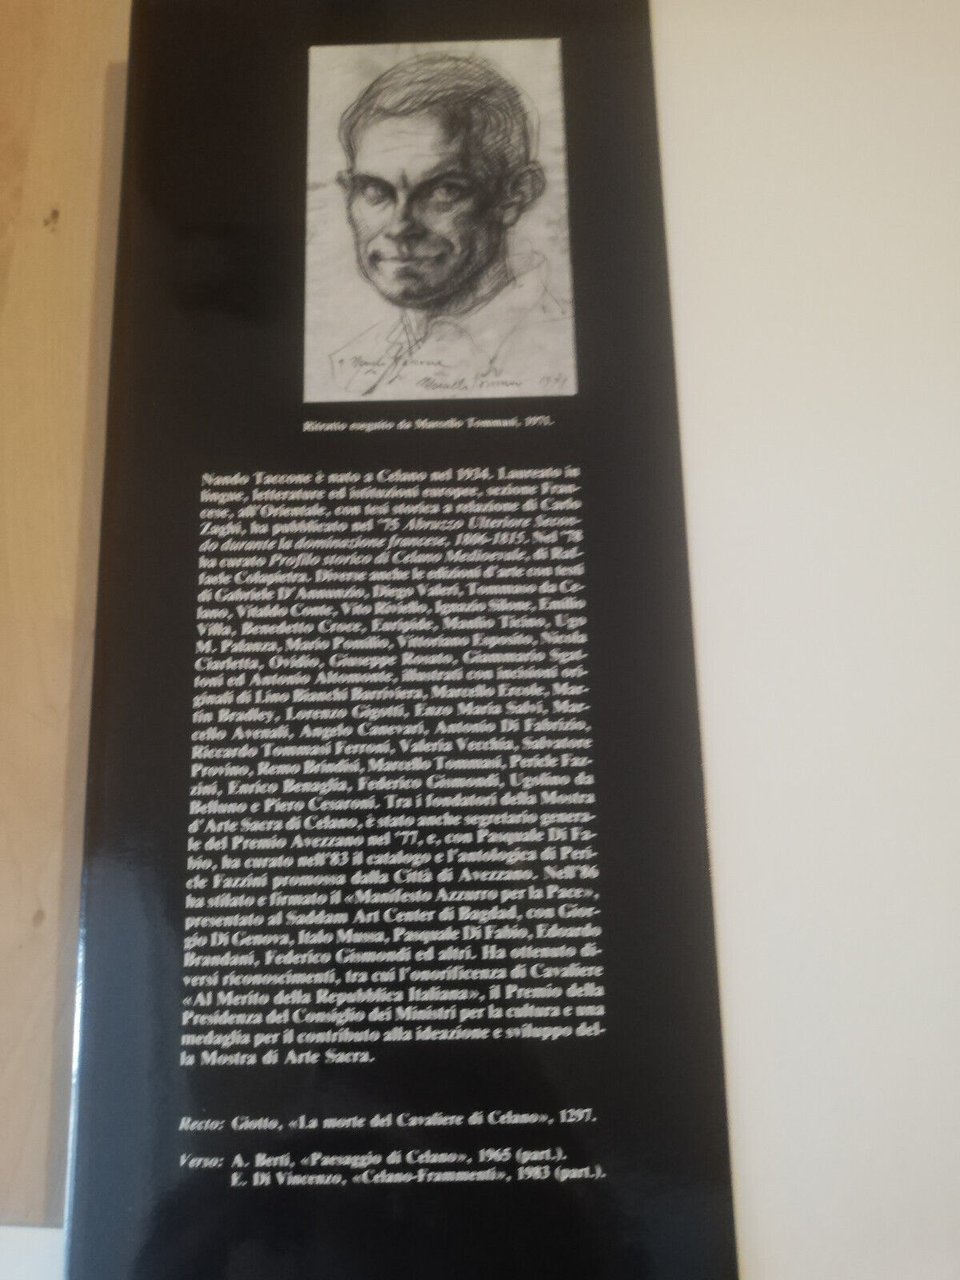 a Nando Taccone
Marcello Tommasi 1971
Ritratto eseguito da Marcello Tommasi, 1971.
Nando Taccone è nato a Celano nel 1934. Laureato in
lingue, letterature ed istituzioni europee, sezione Fran-
cese, all'Orientale, con tesi storica a relazione di Carlo
Zaghi, ha pubblicato nel '75 Abruzzo Ulteriore Secon-
do durante la dominazione francese, 1806-1815. Nel '78
ha curato Profilo storico di Celano Medioevale, di Raf-
faele Colapietra. Diverse anche le edizioni d'arte con testi
di Gabriele D'Annunzio, Diego Valeri, Tommaso da Ce-
lano, Vitaldo Conte, Vito Riviello, Ignazio Silone, Emilio
Villa, Benedetto Croce, Euripide, Manlio Ticino, Ugo
M. Palanza, Mario Pomilio, Vittoriano Esposito, Nicola
Ciarletta, Ovidio, Giuseppe Rosato, Gianmario Sgat-
toni ed Antonio Altomonte, illustrati con incisioni ori-
ginali di Lino Bianchi Barriviera, Marcello Ercole, Mar-
tin Bradley, Lorenzo Gigotti, Enzo Maria Salvi, Mar-
cello Avenali, Angelo Canevari, Antonio Di Fabrizio,
Riccardo Tommasi Ferroni, Valeria Vecchia, Salvatore
Provino, Remo Brindisi, Marcello Tommasi, Pericle Faz-
zini, Enrico Benaglia, Federico Gismondi, Ugolino da
Belluno e Piero Cesaroni. Tra i fondatori della Mostra
d'Arte Sacra di Celano, è stato anche segretario genera-
le del Premio Avezzano nel '77, e, con Pasquale Di Fa-
bio, ha curato nell'83 il catalogo e l'antologica di Peri-
cle Fazzini promossa dalla Città di Avezzano. Nell'86
ha stilato e firmato il «Manifesto Azzurro per la Pace»,
presentato al Saddam Art Center di Bagdad, con Gior-
gio Di Genova, Italo Mussa, Pasquale Di Fabio, Edoardo
Brandani, Federico Gismondi ed altri. Ha ottenuto di-
versi riconoscimenti, tra cui l'onorificenza di Cavaliere
«Al Merito della Repubblica Italiana», il Premio della
Presidenza del Consiglio dei Ministri per la cultura e una
medaglia per il contributo alla ideazione e sviluppo del-
la Mostra di Arte Sacra.
Recto: Giotto, «La morte del Cavaliere di Celano», 1297.
Verso: A. Berti, «Paesaggio di Celano», 1965 (part.).
E. Di Vincenzo, «Celano-Frammenti», 1983 (part.).